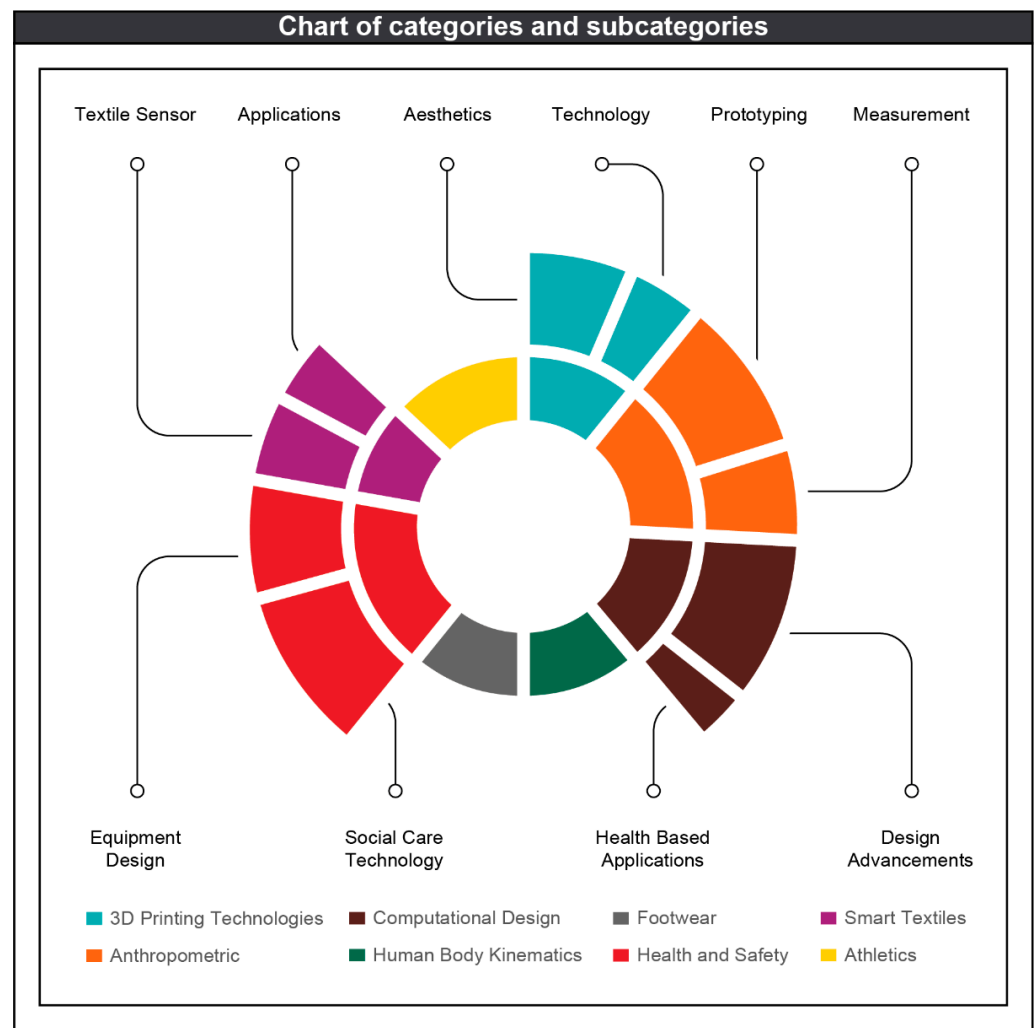 Chart of categories and subcategories
Textile Sensor
Applications
Aesthetics
Technology
Prototyping
Measurement
Equipment
Design
Social Care
Technology
Health Based
Applications
Design
Advancements
3D Printing Technologies
Computational Design
Footwear
Smart Textiles
Anthropometric
Human Body Kinematics
Health and Safety
Athletics